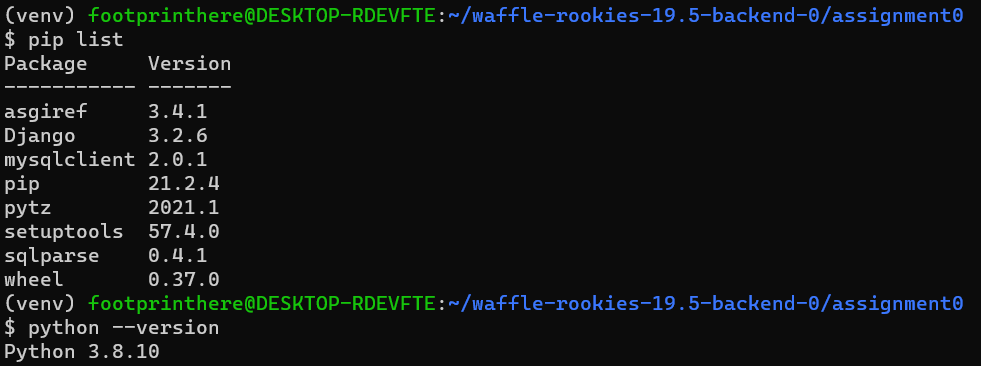 (venv) footprinthere@DESKTOP-RDEVFTE:~/waffle-rookies-19.5-backend-0/assignment0
$ pip list
Package     Version
----------- -------
asgiref     3.4.1
Django      3.2.6
mysqlclient 2.0.1
pip         21.2.4
pytz        2021.1
setuptools  57.4.0
sqlparse    0.4.1
wheel       0.37.0
(venv) footprinthere@DESKTOP-RDEVFTE:~/waffle-rookies-19.5-backend-0/assignment0
$ python --version
Python 3.8.10